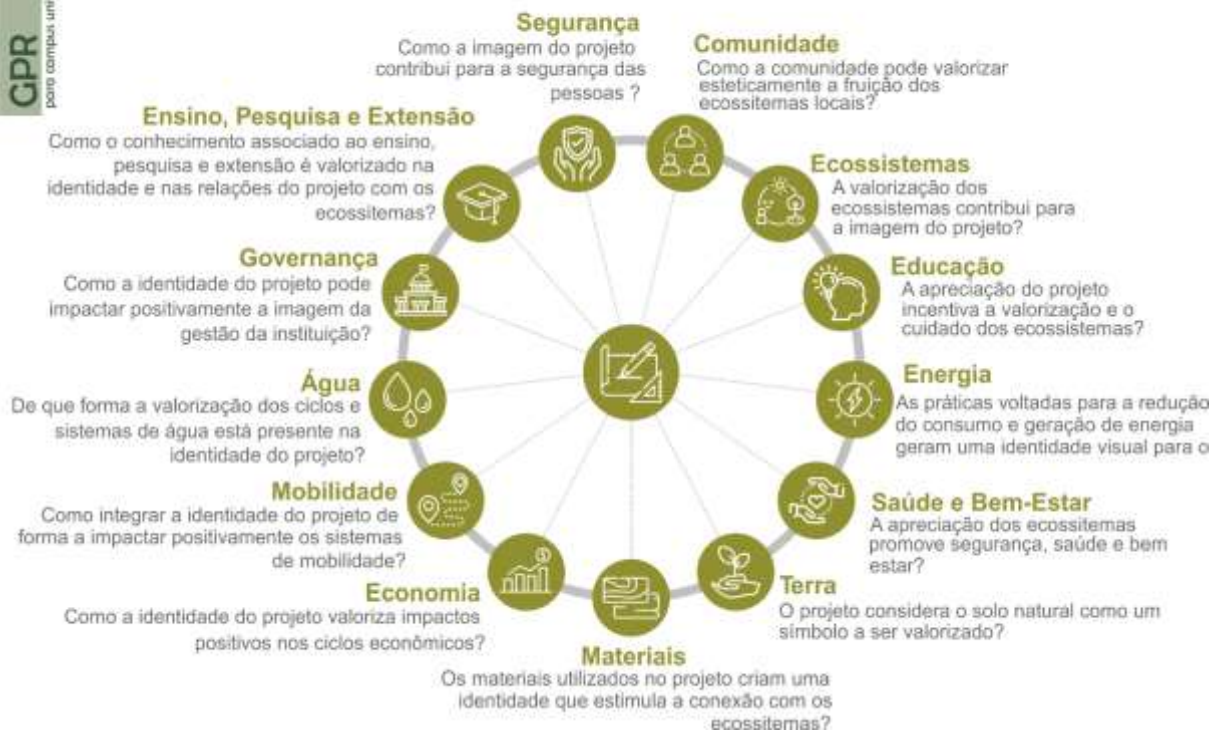 GPR
para campus uni
Segurança
Como a imagem do projeto
contribui para a segurança das
pessoas ?
Comunidade
Como a comunidade pode valorizar
esteticamente a fruição dos
ecossitemas locais?
Ecossistemas
A valorização dos
ecossistemas contribui para
a imagem do projeto?
Educação
A apreciação do projeto
incentiva a valorização e o
cuidado dos ecossistemas?
Energia
As práticas voltadas para a redução
do consumo e geração de energia
geram uma identidade visual para o
Saúde e Bem-Estar
A apreciação dos ecossitemas
promove segurança, saúde e bem
estar?
Terra
O projeto considera o solo natural como um
símbolo a ser valorizado?
Materiais
Os materiais utilizados no projeto criam uma
identidade que estimula a conexão com os
ecossitemas?
Economia
Como a identidade do projeto valoriza impactos
positivos nos ciclos econômicos?
Mobilidade
Como integrar a identidade do projeto de
forma a impactar positivamente os sistemas
de mobilidade?
Água
De que forma a valorização dos ciclos e
sistemas de água está presente na
identidade do projeto?
Governança
Como a identidade do projeto pode
impactar positivamente a imagem da
gestão da instituição?
Ensino, Pesquisa e Extensão
Como o conhecimento associado ao ensino,
pesquisa e extensão é valorizado na
identidade e nas relações do projeto com os
ecossitemas?